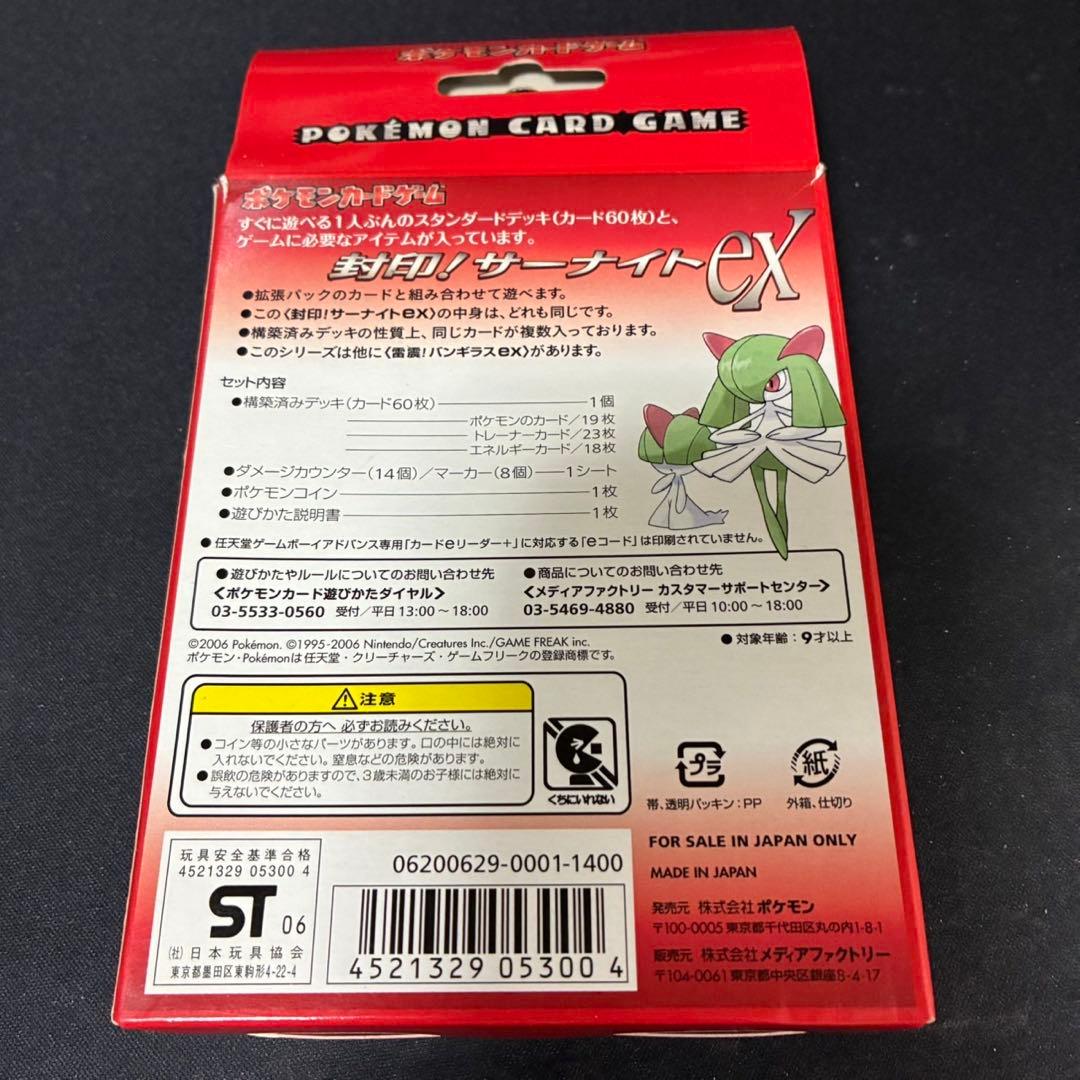 ポケモンカードゲーム
POKÉMON CARD GAME
ポケモンカードゲーム
すぐに遊べる1人ぶんのスタンダードデッキ(カード60枚)と、
ゲームに必要なアイテムが入っています。
封印!サーナイトex
●拡張パックのカードと組み合わせて遊べます。
●この〈封印!サーナイトex〉の中身は、どれも同じです。
●構築済みデッキの性質上、同じカードが複数入っております。
●このシリーズは他に〈雷震!バンギラスex〉があります。
セット内容
●構築済みデッキ(カード60枚)――1個
ポケモンのカード/19枚
トレーナーカード/23枚
エネルギーカード/18枚
●ダメージカウンター(14個)/マーカー(8個)――1シート
●ポケモンコイン――1枚
●遊びかた説明書――1枚
●任天堂ゲームボーイアドバンス専用「カードeリーダー+」に対応する「eコード」は印刷されていません。
●遊びかたやルールについてのお問い合わせ先
〈ポケモンカード遊びかたダイヤル〉
03-5533-0560 受付/平日13:00~18:00
●商品についてのお問い合わせ先
〈メディアファクトリー カスタマーサポートセンター〉
03-5469-4880 受付/平日10:00~18:00
©2006 Pokémon. ©1995-2006 Nintendo/Creatures Inc./GAME FREAK inc.
ポケモン・Pokémonは任天堂・クリーチャーズ・ゲームフリークの登録商標です。
●対象年齢:9才以上
注意
保護者の方へ 必ずお読みください。
●コイン等の小さなパーツがあります。口の中には絶対に
入れないでください。窒息などの危険があります。
●誤飲の危険がありますので、3歳未満のお子様には絶対に
与えないでください。
くちにいれない
プラ
帯、透明パッキン:PP
紙
外箱、仕切り
玩具安全基準合格
4521329 05300 4
ST 06
(社)日本玩具協会
東京都墨田区東駒形4-22-4
06200629-0001-1400
4521329 053004
FOR SALE IN JAPAN ONLY
MADE IN JAPAN
発売元 株式会社ポケモン
〒100-0005 東京都千代田区丸の内1-8-1
販売元 株式会社メディアファクトリー
〒104-0061 東京都中央区銀座8-4-17